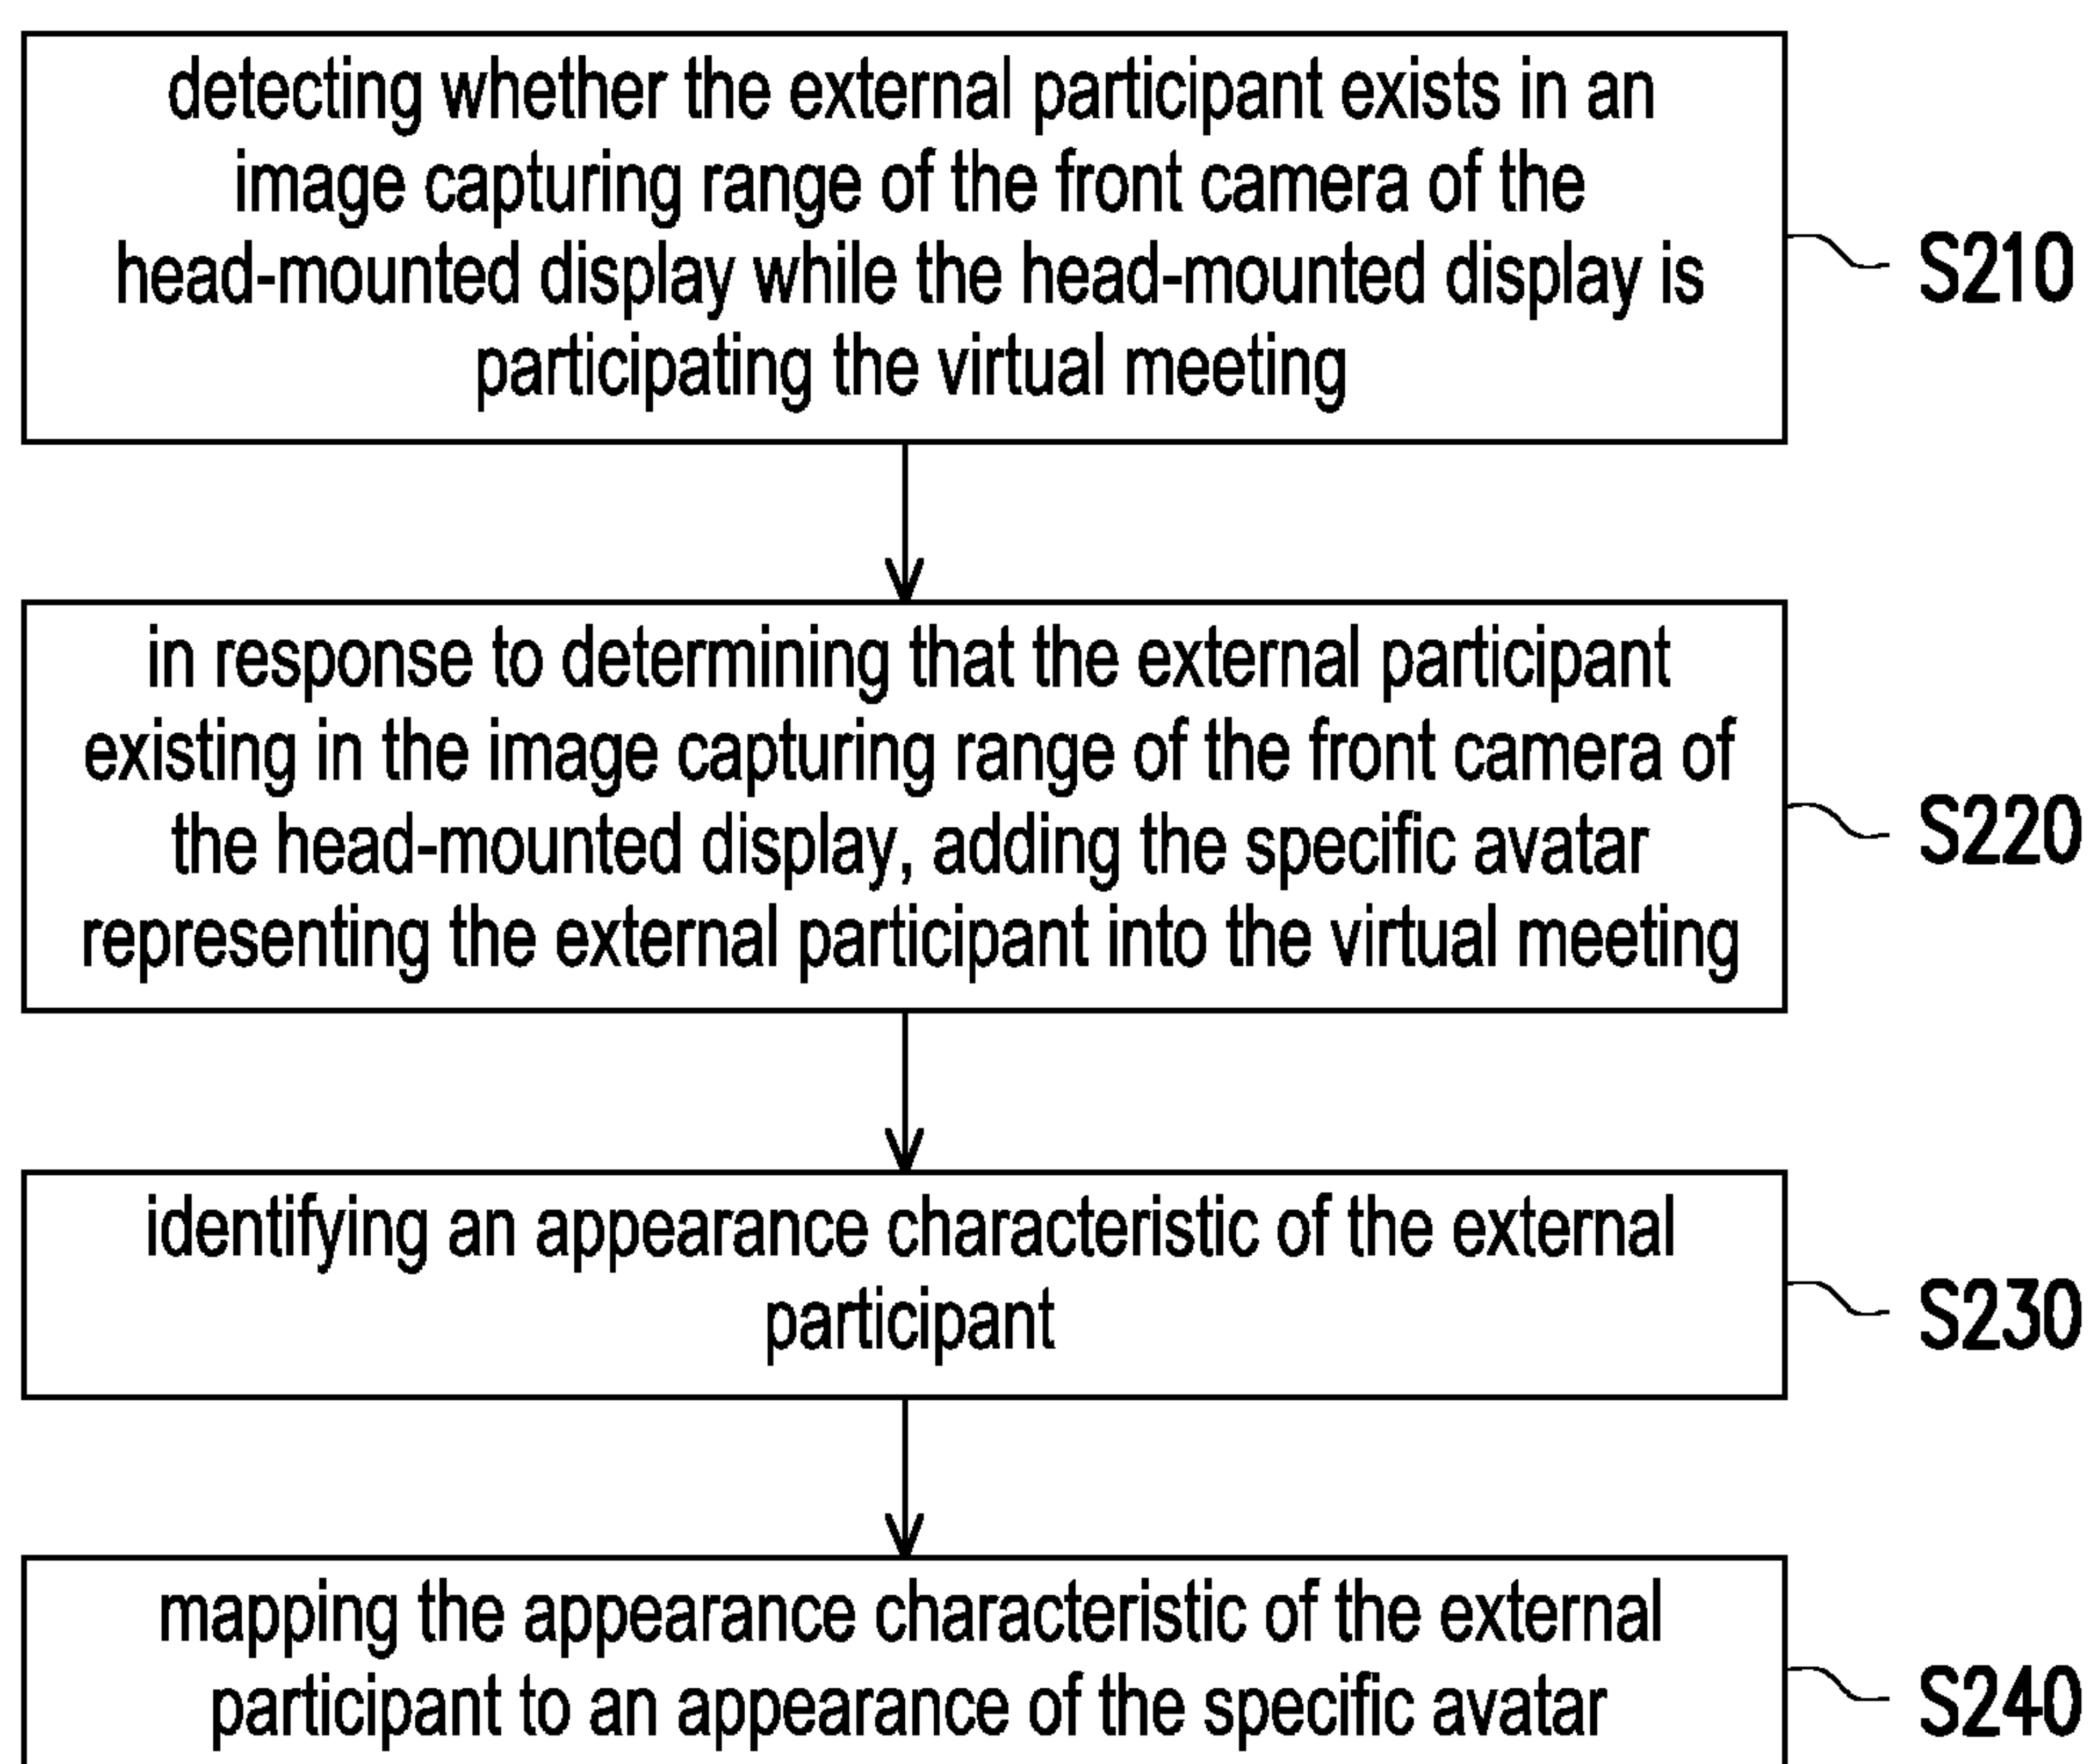 detecting whether the external participant exists in an
image capturing range of the front camera of the
head-mounted display while the head-mounted display is
participating the virtual meeting
S210
in response to determining that the external participant
existing in the image capturing range of the front camera of
the head-mounted display, adding the specific avatar
representing the external participant into the virtual meeting
S220
identifying an appearance characteristic of the external
participant
S230
mapping the appearance characteristic of the external
participant to an appearance of the specific avatar
S240